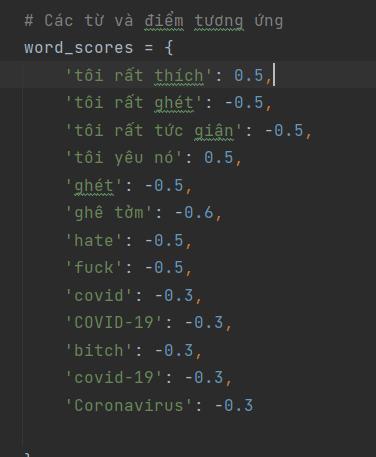 # Các từ và điểm tương ứng
word_scores = {
'tôi rất thích': 0.5,
'tôi rất ghét': -0.5,
'tôi rất tức giận': -0.5,
'tôi yêu nó': 0.5,
'ghét': -0.5,
'ghê tởm': -0.6,
'hate': -0.5,
'fuck': -0.5,
'covid': -0.3,
'COVID-19': -0.3,
'bitch': -0.3,
'covid-19': -0.3,
'Coronavirus': -0.3
}